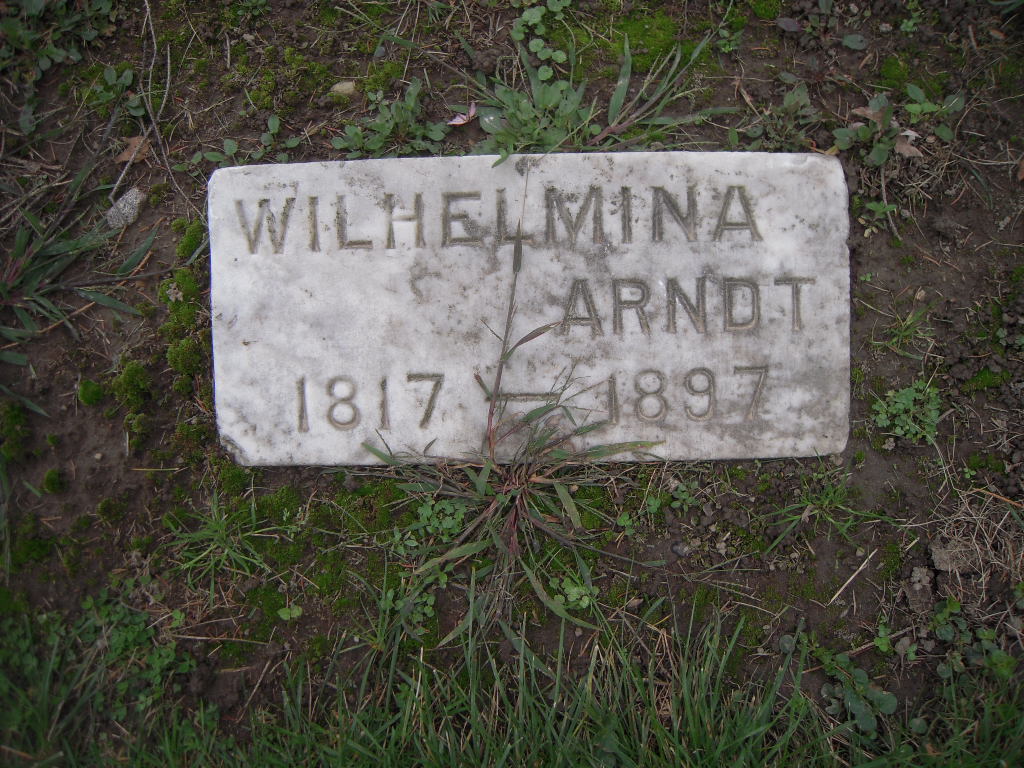 WILHELMINA
ARNDT
1817 — 1897